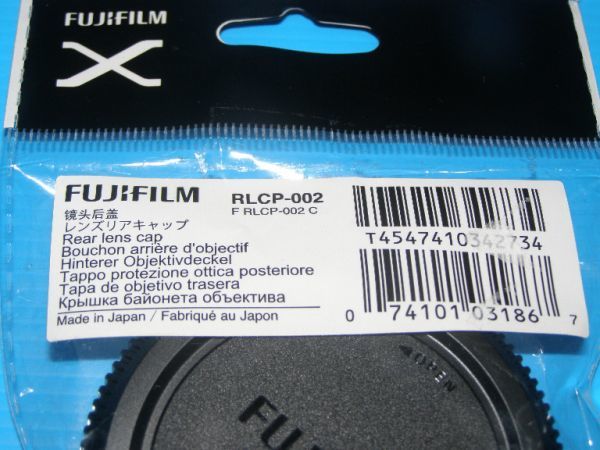 FUJIFILM
X
FUJIFILM
RLCP-002
F RLCP-002 C
镜头后盖
レンズリアキャップ
Rear lens cap
Bouchon arrière d'objectif
Hinterer Objektivdeckel
Tappo protezione ottica posteriore
Tapa de objetivo trasera
Крышка байонета объектива
Made in Japan / Fabriqué au Japon
T4547410342734
0 74101 03186 7
OPEN
FUJIFILM